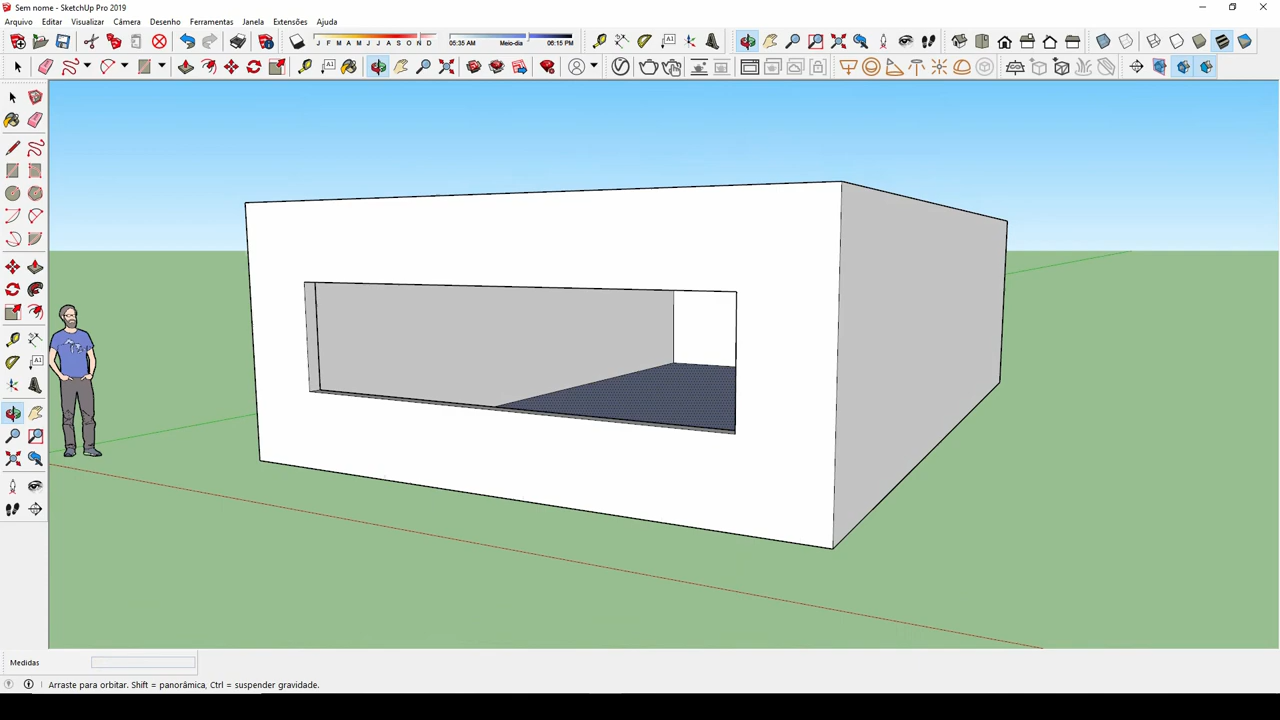 Sem nome - SketchUp Pro 2019
Arquivo Editar Visualizar Câmera Desenho Ferramentas Janela Extensões Ajuda
J F M A M J J A S O N D
05:35 AM Meio-dia 06:15 PM
Medidas
Arraste para orbitar. Shift = panorâmica, Ctrl = suspender gravidade.